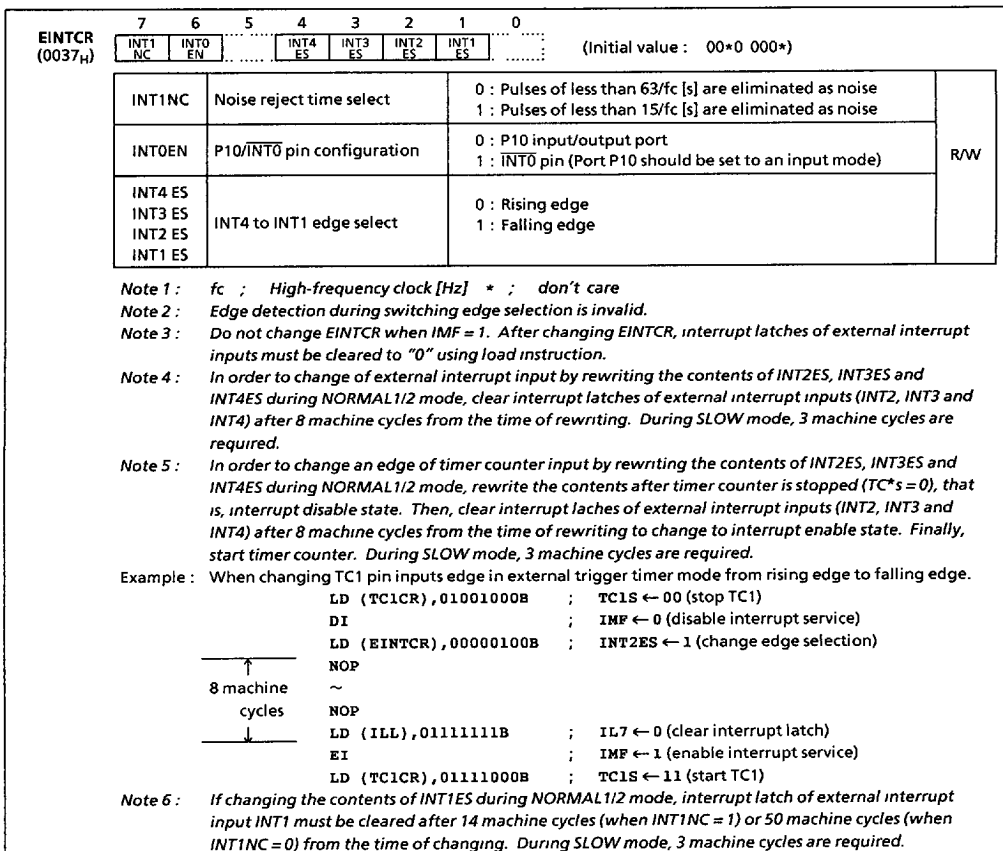 7 6 5 4 3 2 1 0
EINTCR (0037H) INT1 NC INT0 EN INT4 ES INT3 ES INT2 ES INT1 ES (Initial value : 00*0 000*)
INT1NC Noise reject time select 0 : Pulses of less than 63/fc [s] are eliminated as noise
1 : Pulses of less than 15/fc [s] are eliminated as noise
INT0EN P10/INT0 pin configuration 0 : P10 input/output port
1 : INT0 pin (Port P10 should be set to an input mode)
R/W
INT4 ES
INT3 ES
INT2 ES
INT1 ES
INT4 to INT1 edge select 0 : Rising edge
1 : Falling edge
Note 1 : fc ; High-frequency clock [Hz] * ; don't care
Note 2 : Edge detection during switching edge selection is invalid.
Note 3 : Do not change EINTCR when IMF = 1. After changing EINTCR, interrupt latches of external interrupt
inputs must be cleared to "0" using load instruction.
Note 4 : In order to change of external interrupt input by rewriting the contents of INT2ES, INT3ES and
INT4ES during NORMAL1/2 mode, clear interrupt latches of external interrupt inputs (INT2, INT3 and
INT4) after 8 machine cycles from the time of rewriting. During SLOW mode, 3 machine cycles are
required.
Note 5 : In order to change an edge of timer counter input by rewriting the contents of INT2ES, INT3ES and
INT4ES during NORMAL1/2 mode, rewrite the contents after timer counter is stopped (TC*s = 0), that
is, interrupt disable state. Then, clear interrupt laches of external interrupt inputs (INT2, INT3 and
INT4) after 8 machine cycles from the time of rewriting to change to interrupt enable state. Finally,
start timer counter. During SLOW mode, 3 machine cycles are required.
Example : When changing TC1 pin inputs edge in external trigger timer mode from rising edge to falling edge.
LD (TC1CR),01001000B ; TC1S ← 00 (stop TC1)
DI ; IMF ← 0 (disable interrupt service)
LD (EINTCR),00000100B ; INT2ES ← 1 (change edge selection)
↑ NOP
8 machine ~
cycles NOP
↓ LD (ILL),01111111B ; IL7 ← 0 (clear interrupt latch)
EI ; IMF ← 1 (enable interrupt service)
LD (TC1CR),01111000B ; TC1S ← 11 (start TC1)
Note 6 : If changing the contents of INT1ES during NORMAL1/2 mode, interrupt latch of external interrupt
input INT1 must be cleared after 14 machine cycles (when INT1NC = 1) or 50 machine cycles (when
INT1NC = 0) from the time of changing. During SLOW mode, 3 machine cycles are required.